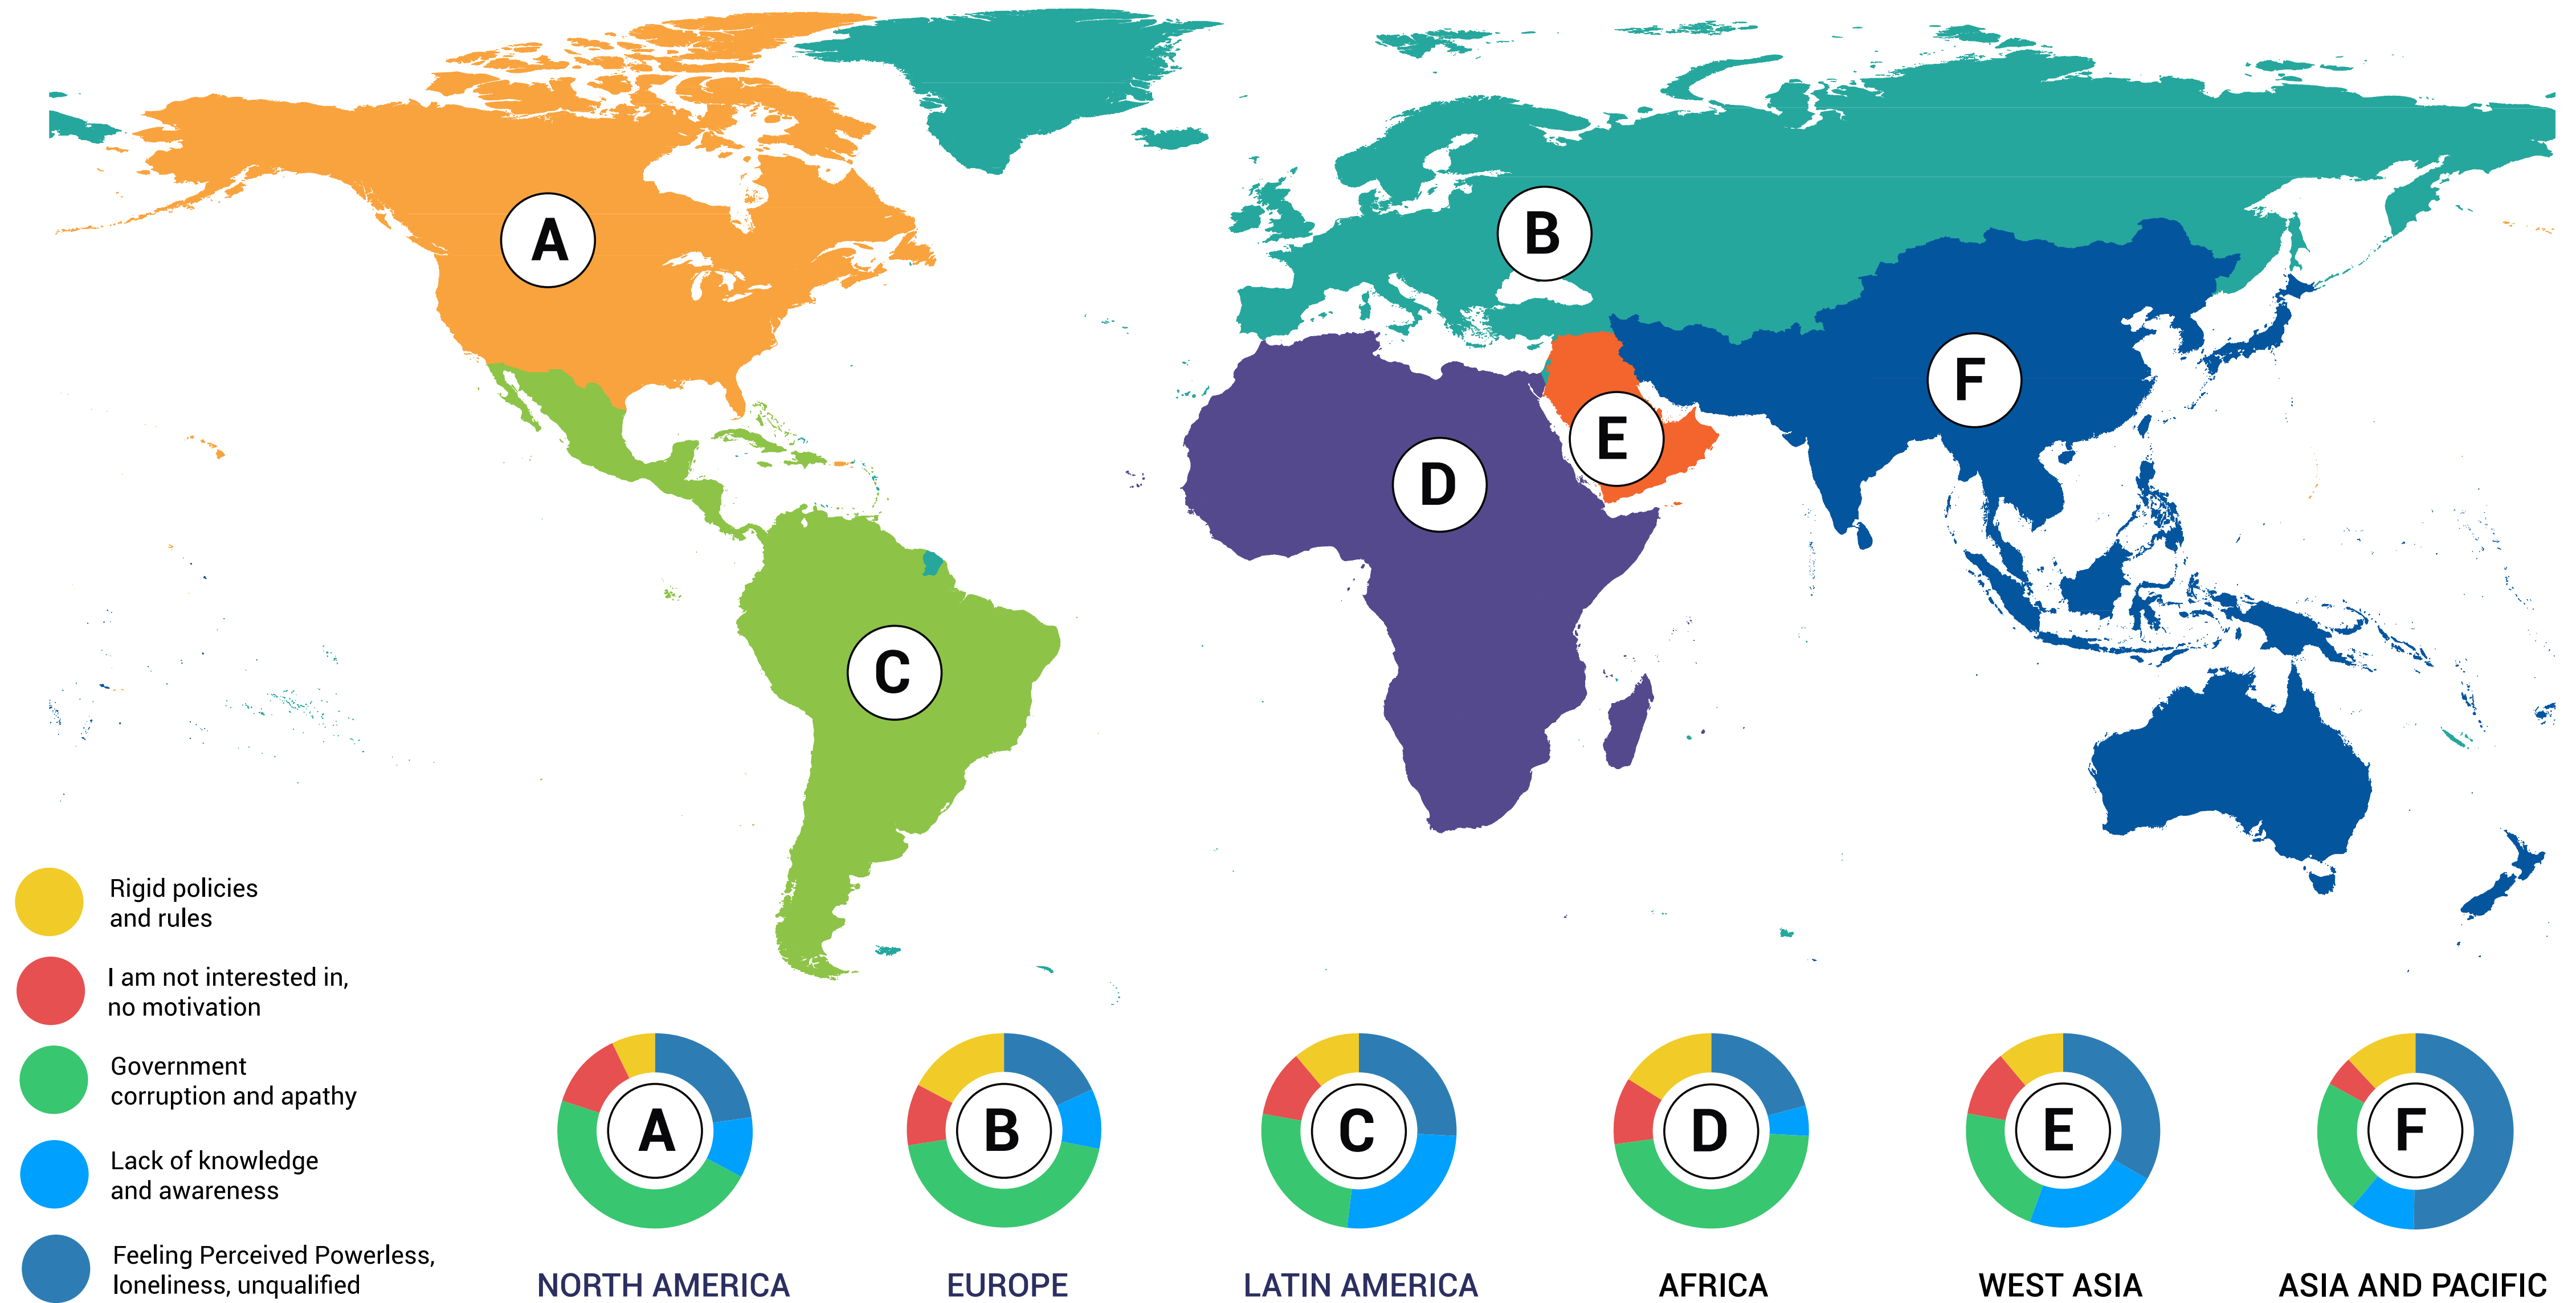 A
B
F
E
D
C
Rigid policies
and rules
I am not interested in,
no motivation
Government
corruption and apathy
Lack of knowledge
and awareness
Feeling Perceived Powerless,
loneliness, unqualified
A
B
C
D
E
F
NORTH AMERICA
EUROPE
LATIN AMERICA
AFRICA
WEST ASIA
ASIA AND PACIFIC